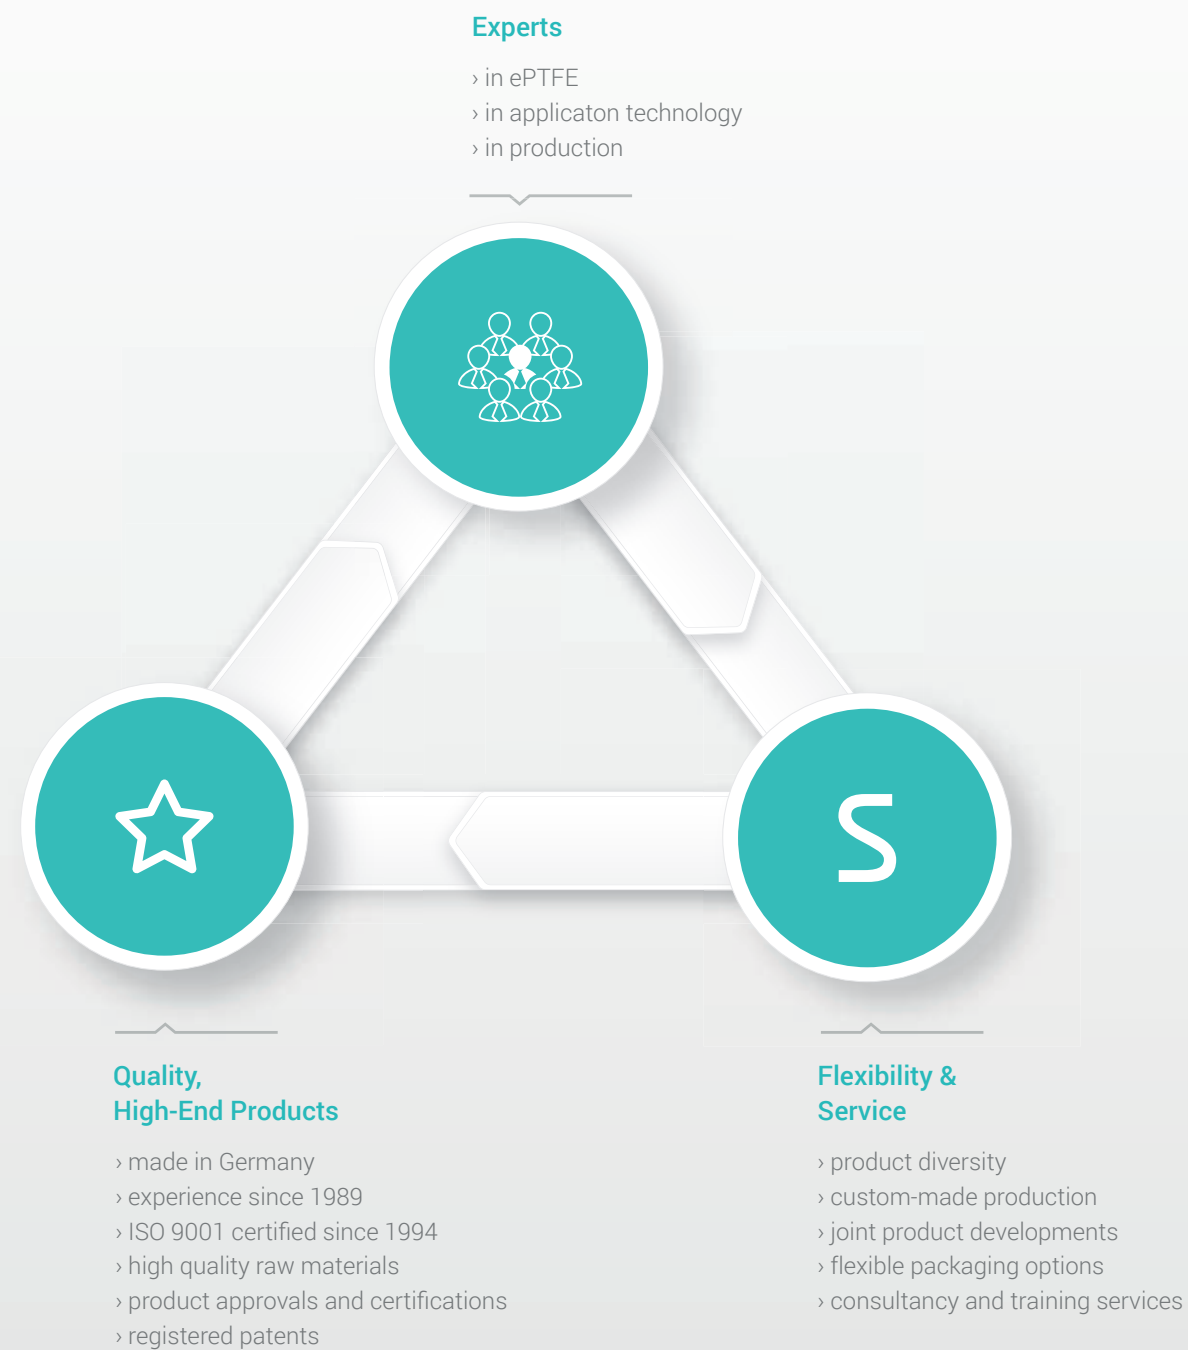 Experts
› in ePTFE
› in applicaton technology
› in production
S
Quality,
High-End Products
› made in Germany
› experience since 1989
› ISO 9001 certified since 1994
› high quality raw materials
› product approvals and certifications
› registered patents
Flexibility &
Service
› product diversity
› custom-made production
› joint product developments
› flexible packaging options
› consultancy and training services